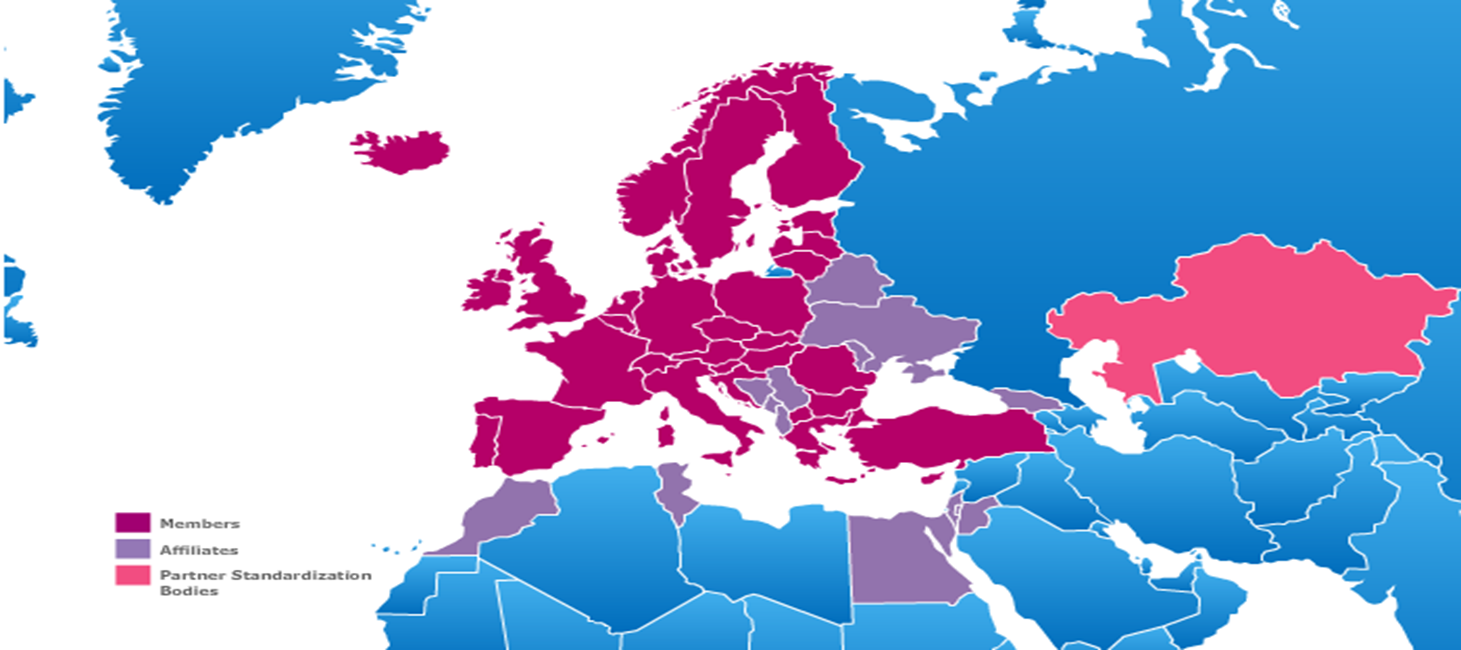 Members
Affiliates
Partner Standardization
Bodies